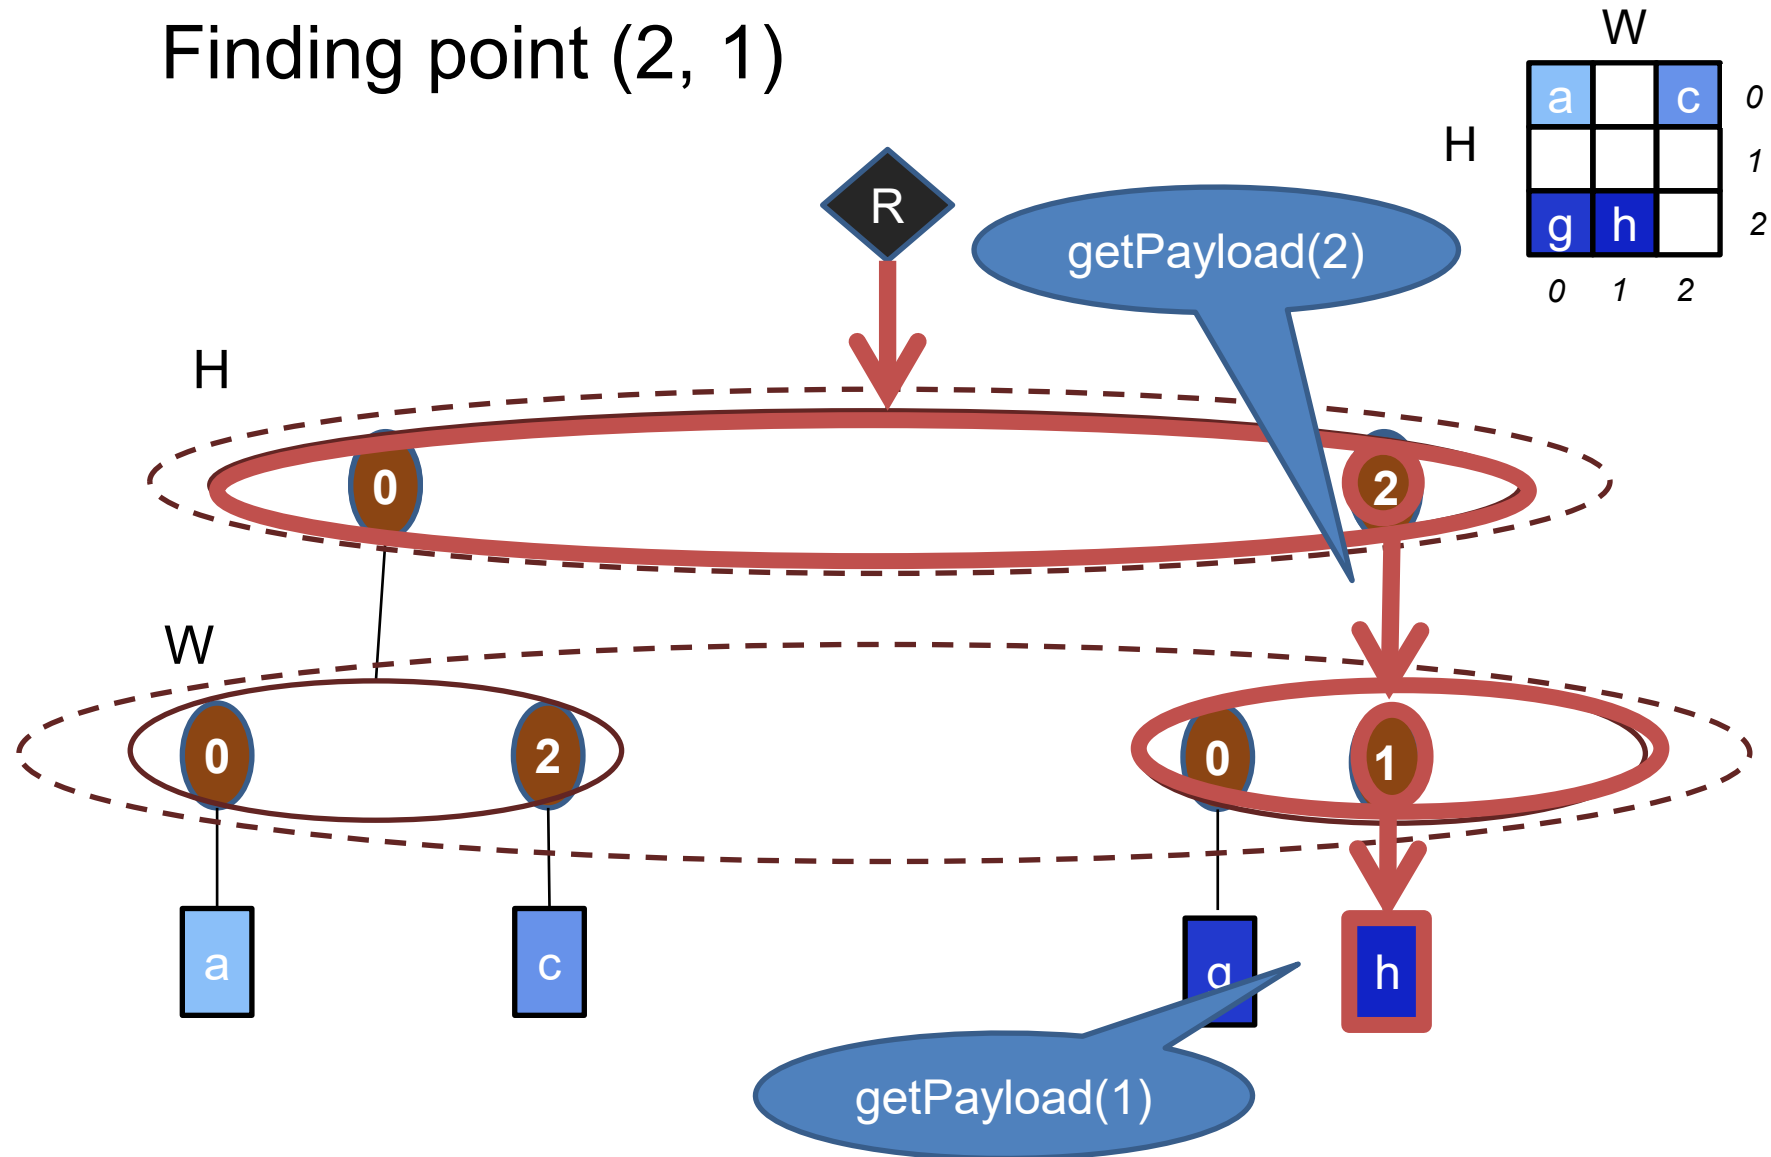 Finding point (2, 1)
W
a c 0
H
1
g h 2
0 1 2
R
getPayload(2)
H
0 2
W
0 2 0 1
a c g h
getPayload(1)